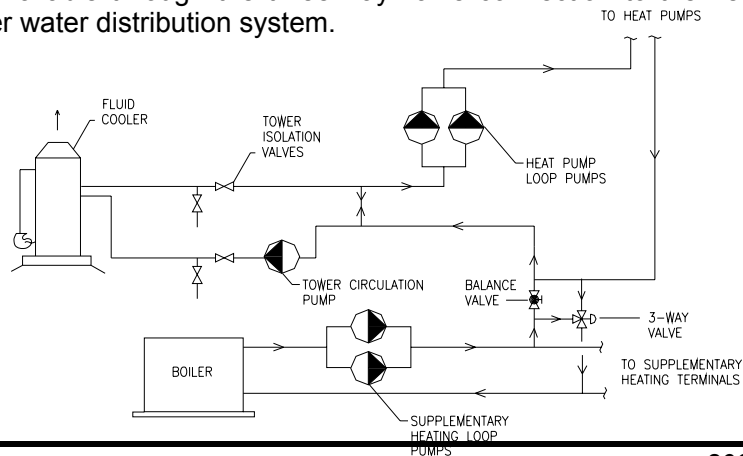 er water distribution system.
TO HEAT PUMPS
FLUID
COOLER
TOWER
ISOLATION
VALVES
HEAT PUMP
LOOP PUMPS
TOWER CIRCULATION
PUMP
BALANCE
VALVE
3-WAY
VALVE
BOILER
TO SUPPLEMENTARY
HEATING TERMINALS
SUPPLEMENTARY
HEATING LOOP
PUMPS